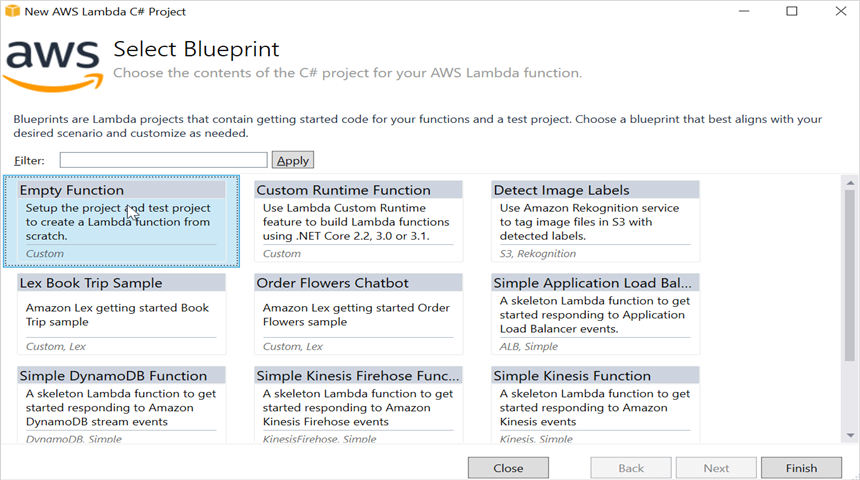 New AWS Lambda C# Project
aws
Select Blueprint
Choose the contents of the C# project for your AWS Lambda function.
Blueprints are Lambda projects that contain getting started code for your functions and a test project. Choose a blueprint that best aligns with your
desired scenario and customize as needed.
Filter:
Apply
Empty Function
Setup the project and test project
to create a Lambda function from
scratch.
Custom
Custom Runtime Function
Use Lambda Custom Runtime
feature to build Lambda functions
using .NET Core 2.2, 3.0 or 3.1.
Custom
Detect Image Labels
Use Amazon Rekognition service
to tag image files in S3 with
detected labels.
S3, Rekognition
Lex Book Trip Sample
Amazon Lex getting started Book
Trip sample
Custom, Lex
Order Flowers Chatbot
Amazon Lex getting started Order
Flowers sample
Custom, Lex
Simple Application Load Bal...
A skeleton Lambda function to get
started responding to Application
Load Balancer events.
ALB, Simple
Simple DynamoDB Function
A skeleton Lambda function to get
started responding to Amazon
DynamoDB stream events
DynamoDB, Simple
Simple Kinesis Firehose Func...
A skeleton Lambda function to get
started responding to Amazon
Kinesis Firehose events
KinesisFirehose, Simple
Simple Kinesis Function
A skeleton Lambda function to get
started responding to Amazon
Kinesis events
Kinesis, Simple
Close
Back
Next
Finish